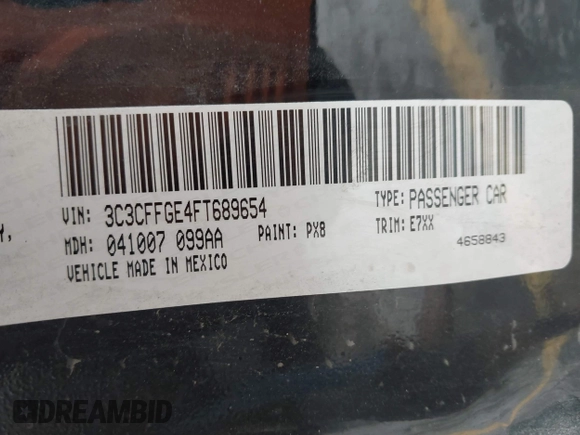 VIN: 3C3CFFGE4FT689654 TYPE: PASSENGER CAR
Y, MDH: 041007 099AA PAINT: PX8 TRIM: E7XX
VEHICLE MADE IN MEXICO 4658843
DREAMBID